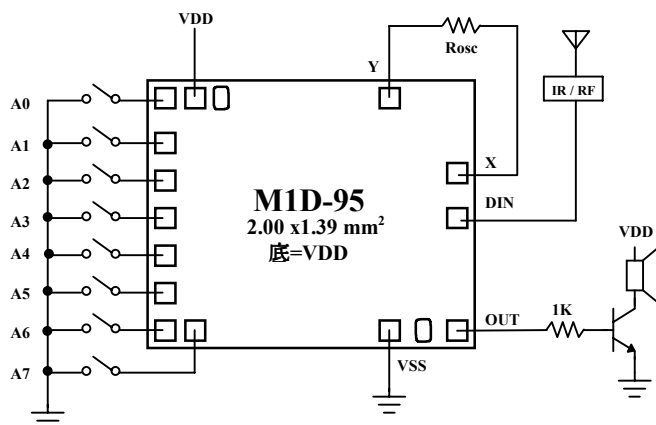 VDD
Y
Rosc
A0
IR / RF
A1
X
A2
M1D-95
DIN
A3
2.00 x1.39 mm²
底=VDD
VDD
A4
A5
1K
OUT
A6
VSS
A7